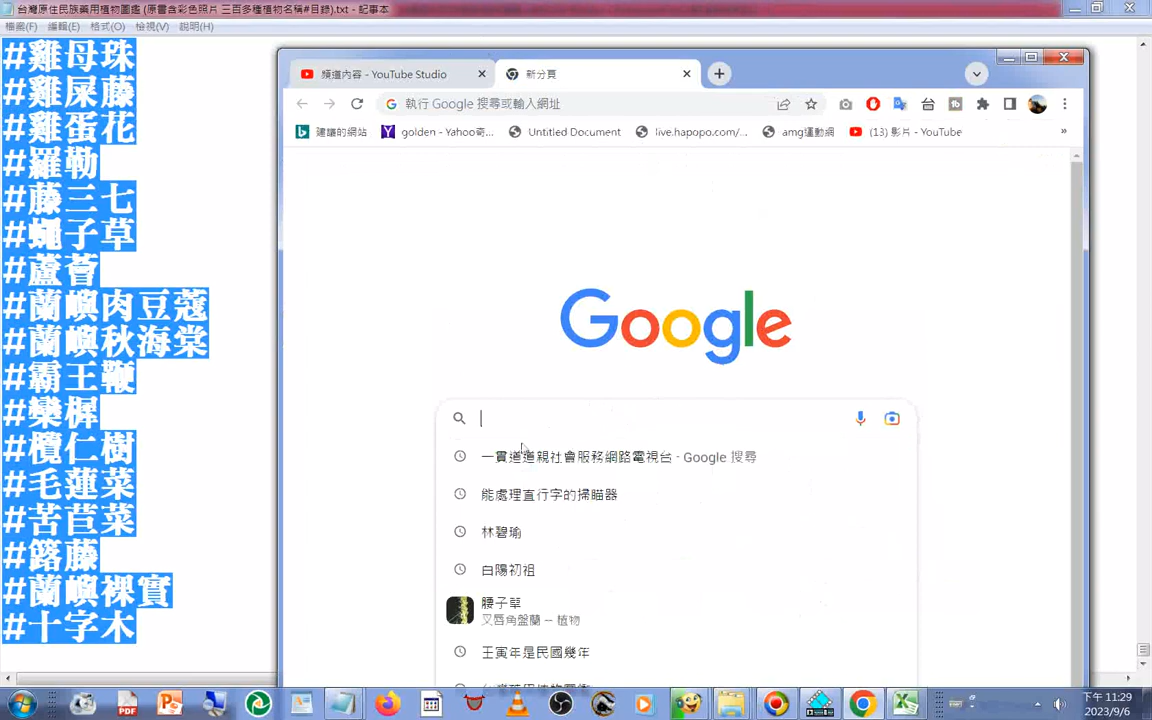 台灣原住民族藥用植物圖鑑 (原書含彩色照片 三百多種植物名稱#目錄).txt - 記事本
檔案(F) 編輯(E) 格式(O) 檢視(V) 說明(H)
#雞母珠
#雞屎藤
#雞蛋花
#羅勒
#藤三七
#蠅子草
#蘆薈
#蘭嶼肉豆蔻
#蘭嶼秋海棠
#霸王鞭
#欒樨
#欖仁樹
#毛蓮菜
#苦苣菜
#簬藤
#蘭嶼裸實
#十字木
頻道內容 - YouTube Studio
新分頁
執行 Google 搜尋或輸入網址
建議的網站
golden - Yahoo奇...
Untitled Document
live.hapopo.com/...
amg運動網
(13) 影片 - YouTube
»
Google
一貫道道親社會服務網路電視台 - Google 搜尋
能處理直行字的掃瞄器
林碧瑜
白陽初祖
腰子草
叉唇角盤蘭 — 植物
王寅年是民國幾年
下午 11:29
2023/9/6